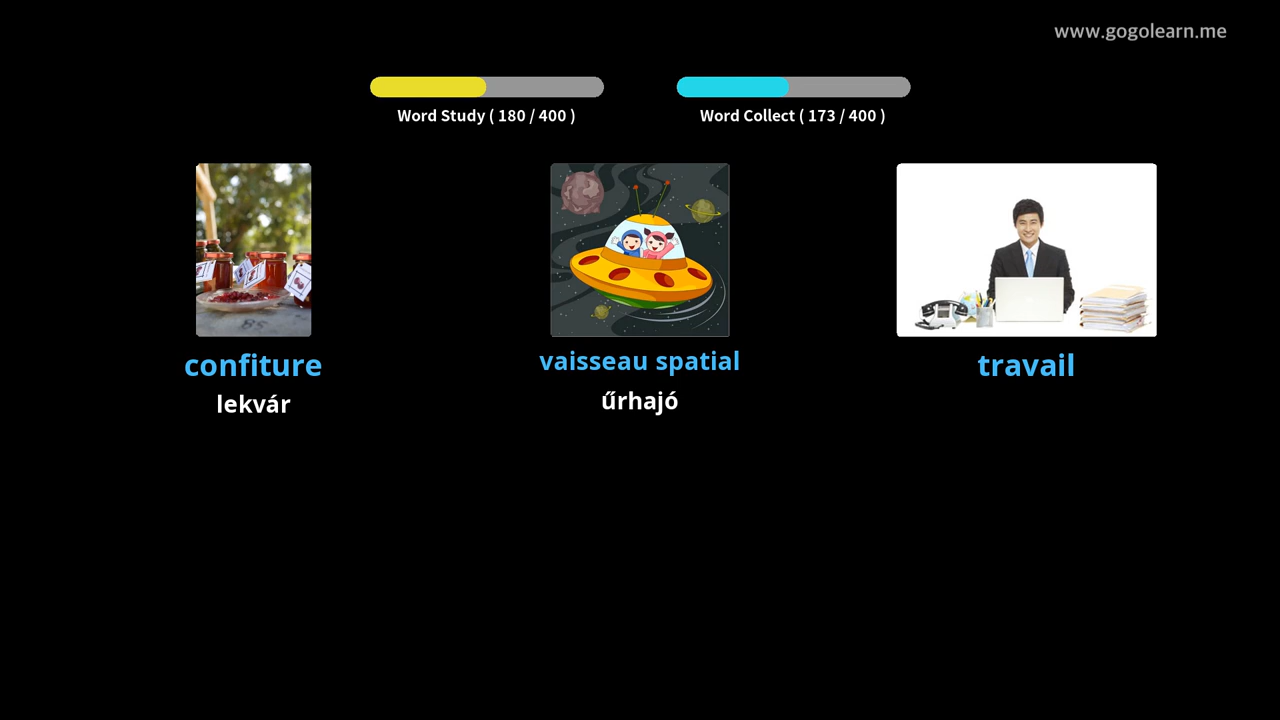 www.gogolearn.me
Word Study ( 180 / 400 )
Word Collect ( 173 / 400 )
confiture
lekvár
vaisseau spatial
űrhajó
travail